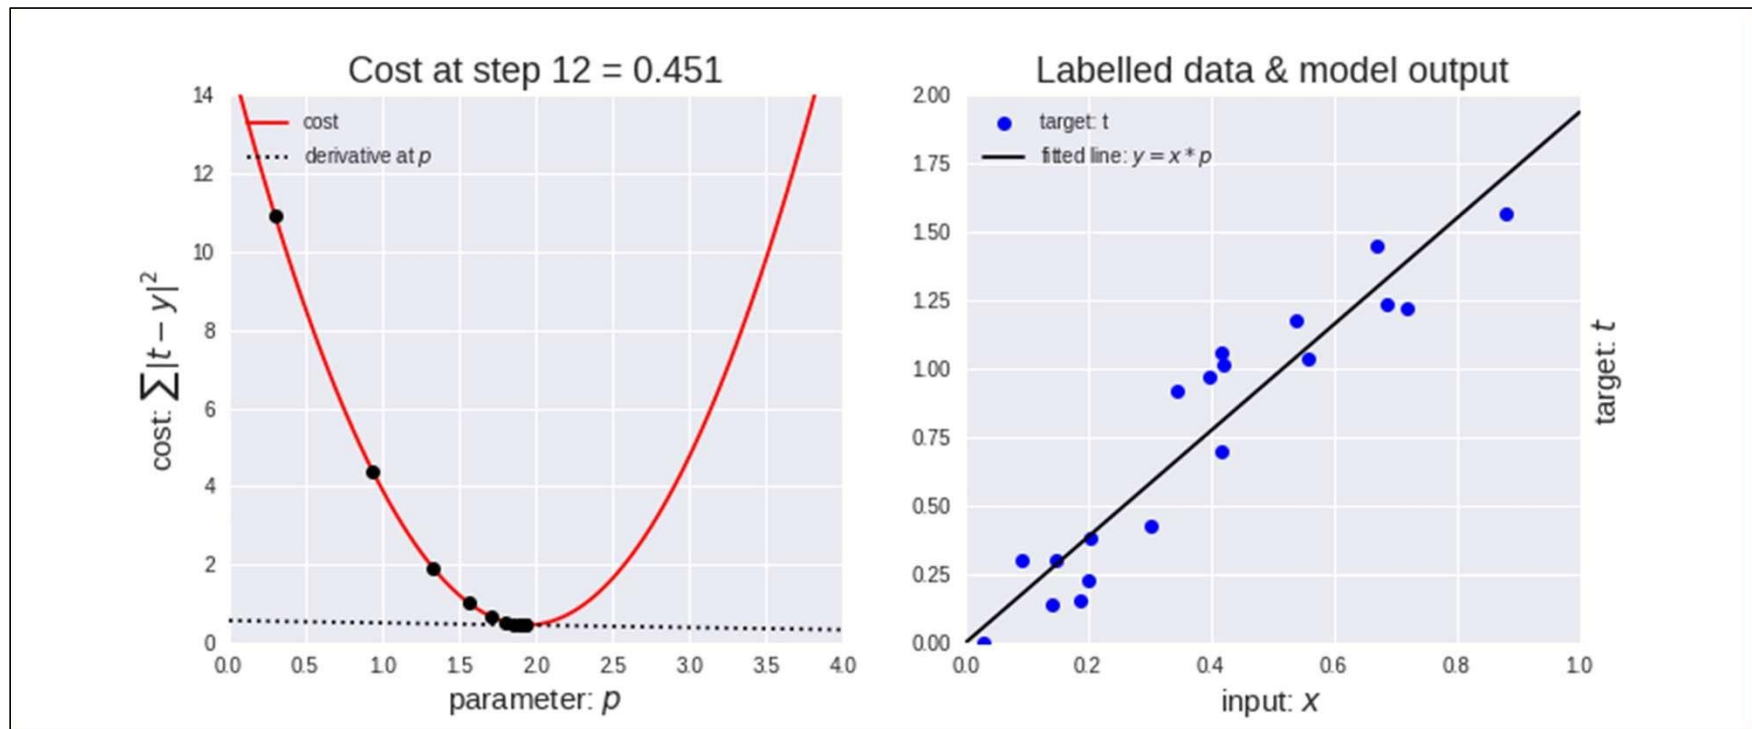 Cost at step 12 = 0.451
14
12
10
8
6
4
2
0
cost
derivative at p
cost: ∑|t − y|²
0.0 0.5 1.0 1.5 2.0 2.5 3.0 3.5 4.0
parameter: p
Labelled data & model output
2.00
1.75
1.50
1.25
1.00
0.75
0.50
0.25
0.00
target: t
fitted line: y = x * p
0.0 0.2 0.4 0.6 0.8 1.0
input: x
target: t